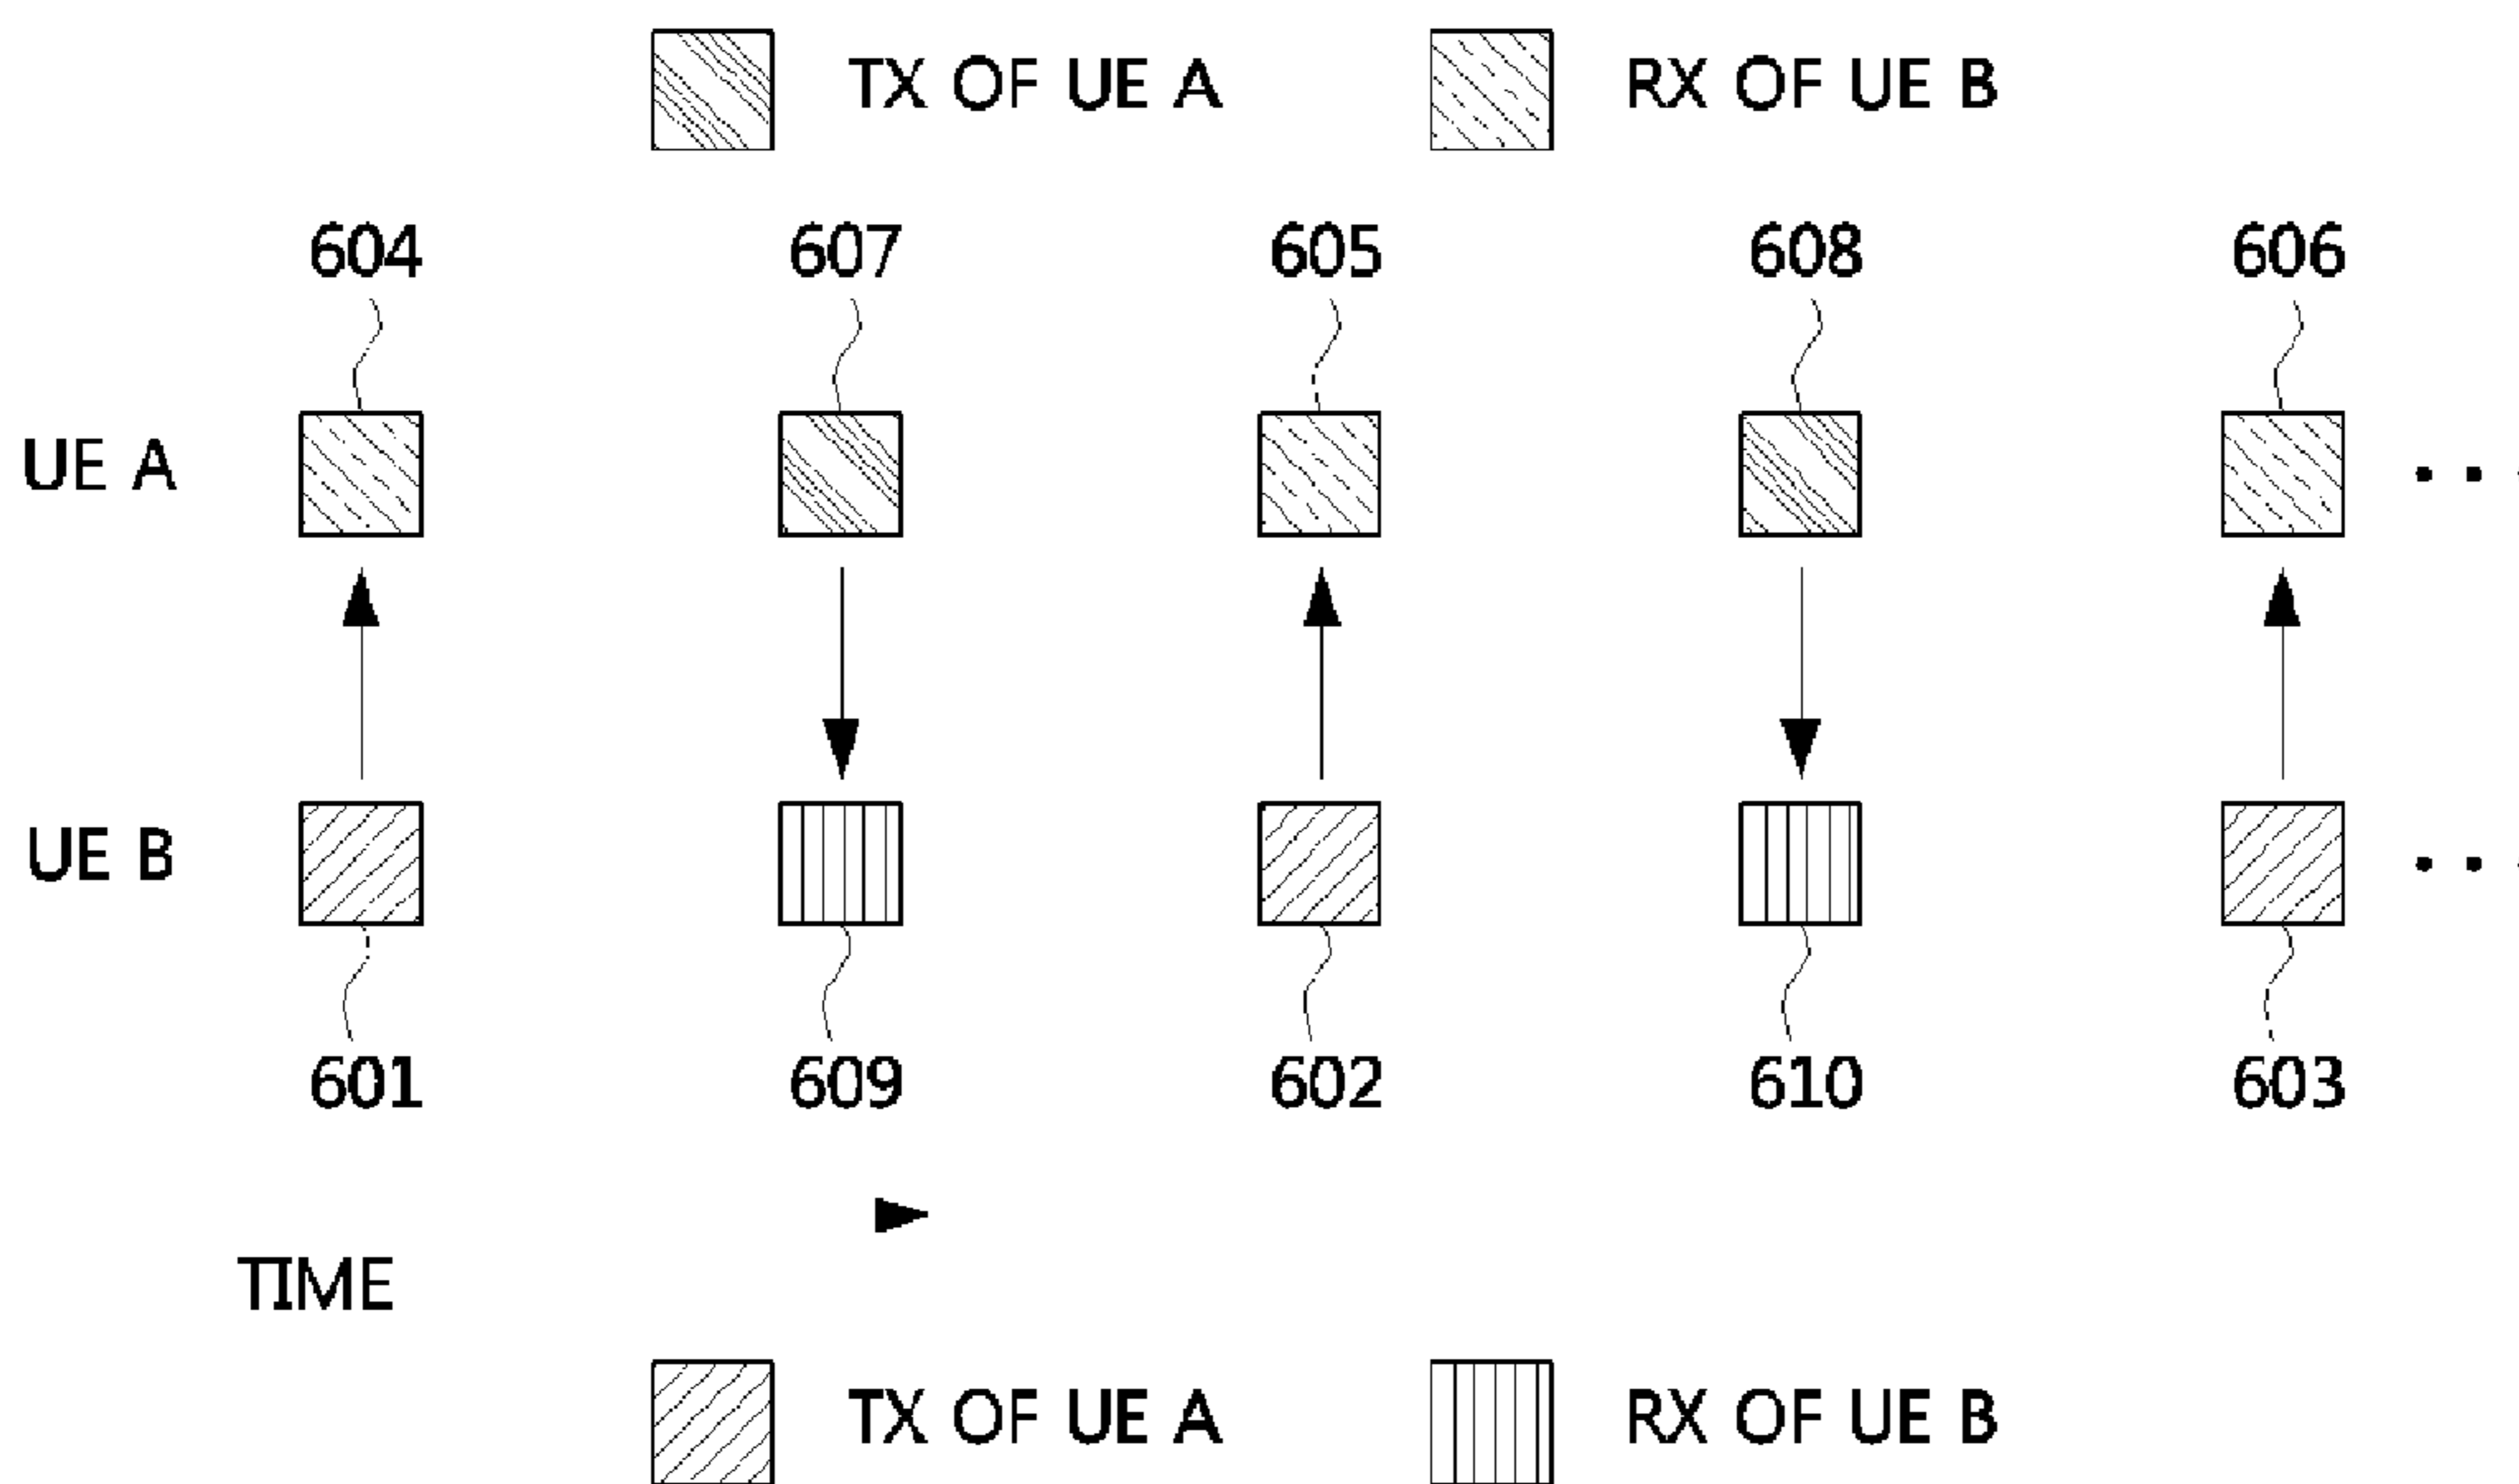 TX OF UE A RX OF UE B
604 607 605 608 606
UE A
UE B
601 609 602 610 603
TIME
TX OF UE A RX OF UE B